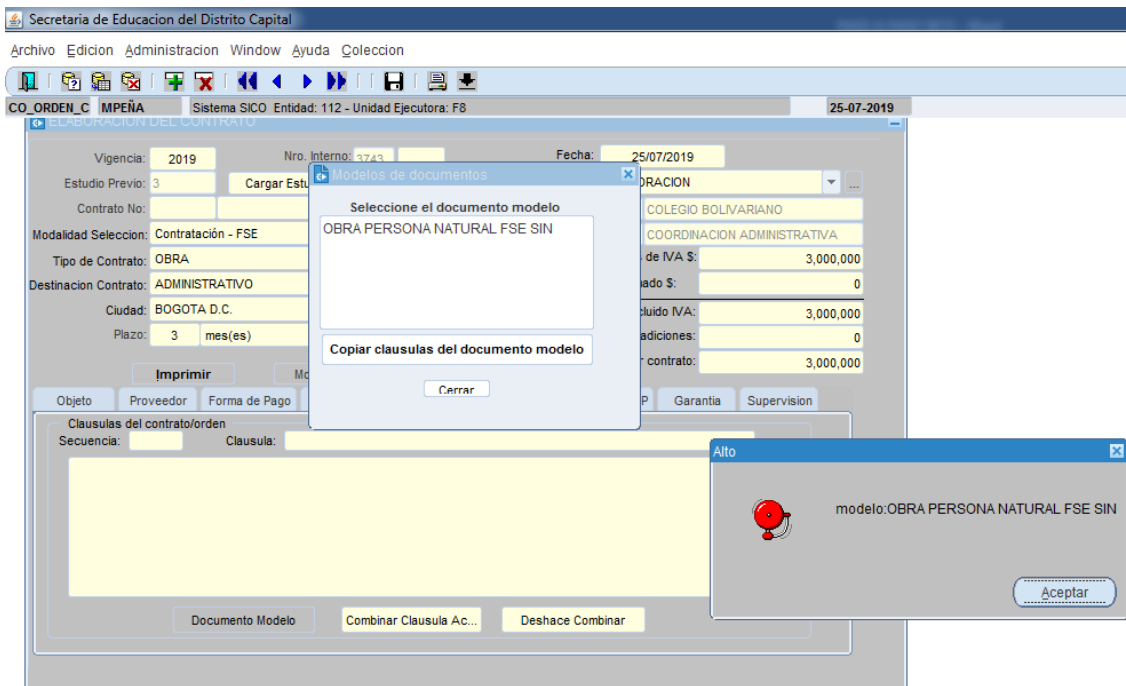 Secretaria de Educacion del Distrito Capital
Archivo Edicion Administracion Window Ayuda Coleccion
CO_ORDEN_C MPEÑA Sistema SICO Entidad: 112 - Unidad Ejecutora: F8 25-07-2019
ELABORACION DEL CONTRATO
Vigencia: 2019 Nro. Interno: 3743 Fecha: 25/07/2019
Estudio Previo: 3 Cargar Estu ORACION ...
Contrato No: COLEGIO BOLIVARIANO
Modalidad Seleccion: Contratación - FSE COORDINACION ADMINISTRATIVA
Tipo de Contrato: OBRA de IVA $: 3,000,000
Destinacion Contrato: ADMINISTRATIVO ado $: 0
Ciudad: BOGOTA D.C. cluido IVA: 3,000,000
Plazo: 3 mes(es) adiciones: 0
contrato: 3,000,000
Imprimir Mo
Modelos de documentos
Seleccione el documento modelo
OBRA PERSONA NATURAL FSE SIN
Copiar clausulas del documento modelo
Cerrar
Objeto Proveedor Forma de Pago P Garantia Supervision
Clausulas del contrato/orden
Secuencia: Clausula:
Documento Modelo Combinar Clausula Ac... Deshace Combinar
Alto
modelo:OBRA PERSONA NATURAL FSE SIN
Aceptar